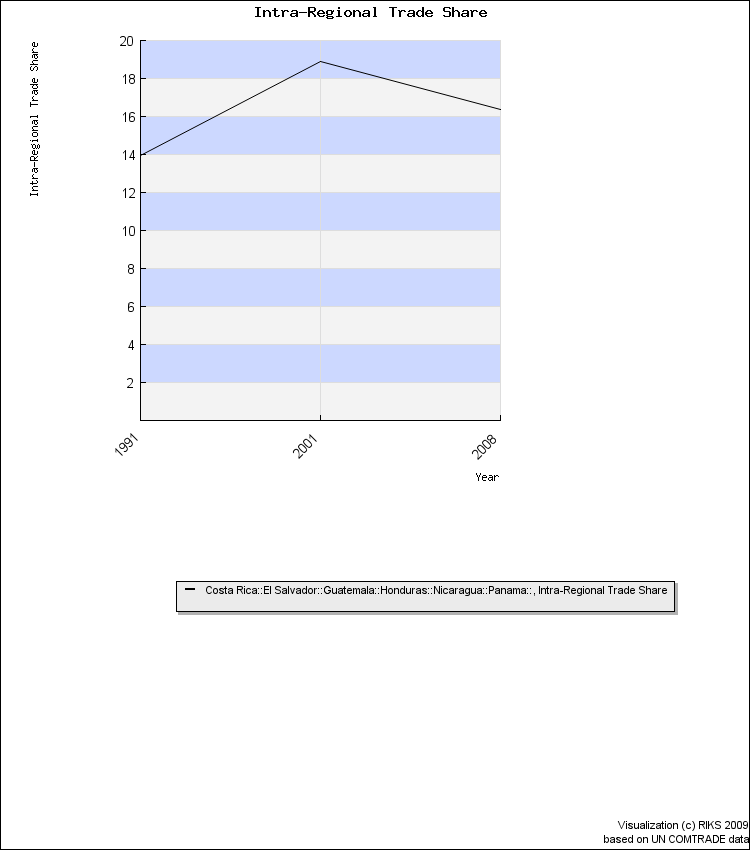 Intra-Regional Trade Share
Intra-Regional Trade Share
20
18
16
14
12
10
8
6
4
2
1991
2001
2008
Year
Costa Rica::El Salvador::Guatemala::Honduras::Nicaragua::Panama::, Intra-Regional Trade Share
Visualization (c) RIKS 2009
based on UN COMTRADE data